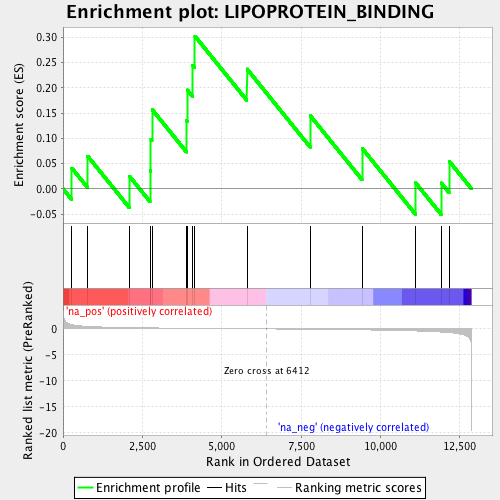 Enrichment plot: LIPOPROTEIN_BINDING
Enrichment score (ES)
0.30
0.25
0.20
0.15
0.10
0.05
0.00
-0.05
'na_pos' (positively correlated)
Ranked list metric (PreRanked)
0
-5
-10
-15
-20
Zero cross at 6412
'na_neg' (negatively correlated)
0
2,500
5,000
7,500
10,000
12,500
Rank in Ordered Dataset
Enrichment profile
Hits
Ranking metric scores